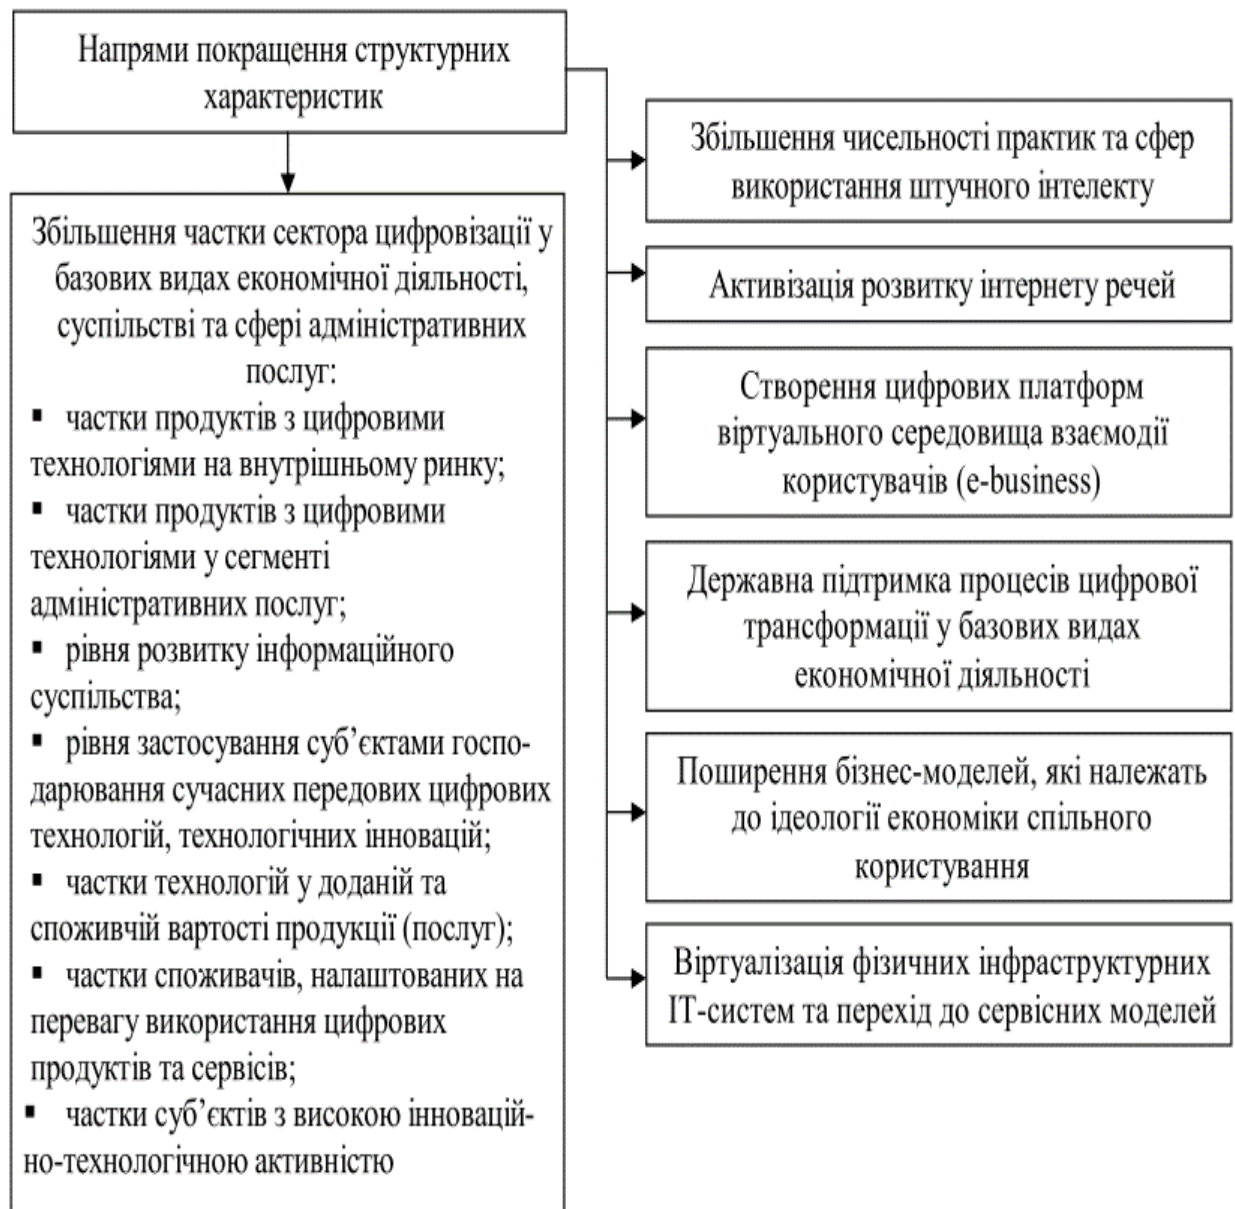 Напрями покращення структурних
характеристик
Збільшення частки сектора цифровізації у
базових видах економічної діяльності,
суспільстві та сфері адміністративних
послуг:
▪ частки продуктів з цифровими
технологіями на внутрішньому ринку;
▪ частки продуктів з цифровими
технологіями у сегменті
адміністративних послуг;
▪ рівня розвитку інформаційного
суспільства;
▪ рівня застосування суб’єктами госпо-
дарювання сучасних передових цифрових
технологій, технологічних інновацій;
▪ частки технологій у доданій та
споживчій вартості продукції (послуг);
▪ частки споживачів, налаштованих на
перевагу використання цифрових
продуктів та сервісів;
▪ частки суб’єктів з високою інновацій-
но-технологічною активністю
Збільшення чисельності практик та сфер
використання штучного інтелекту
Активізація розвитку інтернету речей
Створення цифрових платформ
віртуального середовища взаємодії
користувачів (e-business)
Державна підтримка процесів цифрової
трансформації у базових видах
економічної діяльності
Поширення бізнес-моделей, які належать
до ідеології економіки спільного
користування
Віртуалізація фізичних інфраструктурних
ІТ-систем та перехід до сервісних моделей